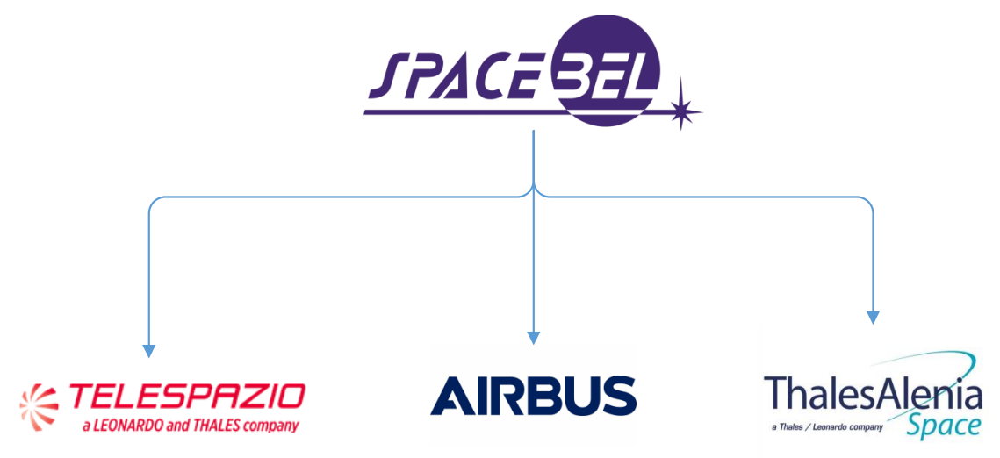 SPACEBEL
TELESPAZIO
a LEONARDO and THALES company
AIRBUS
ThalesAlenia
a Thales / Leonardo company Space